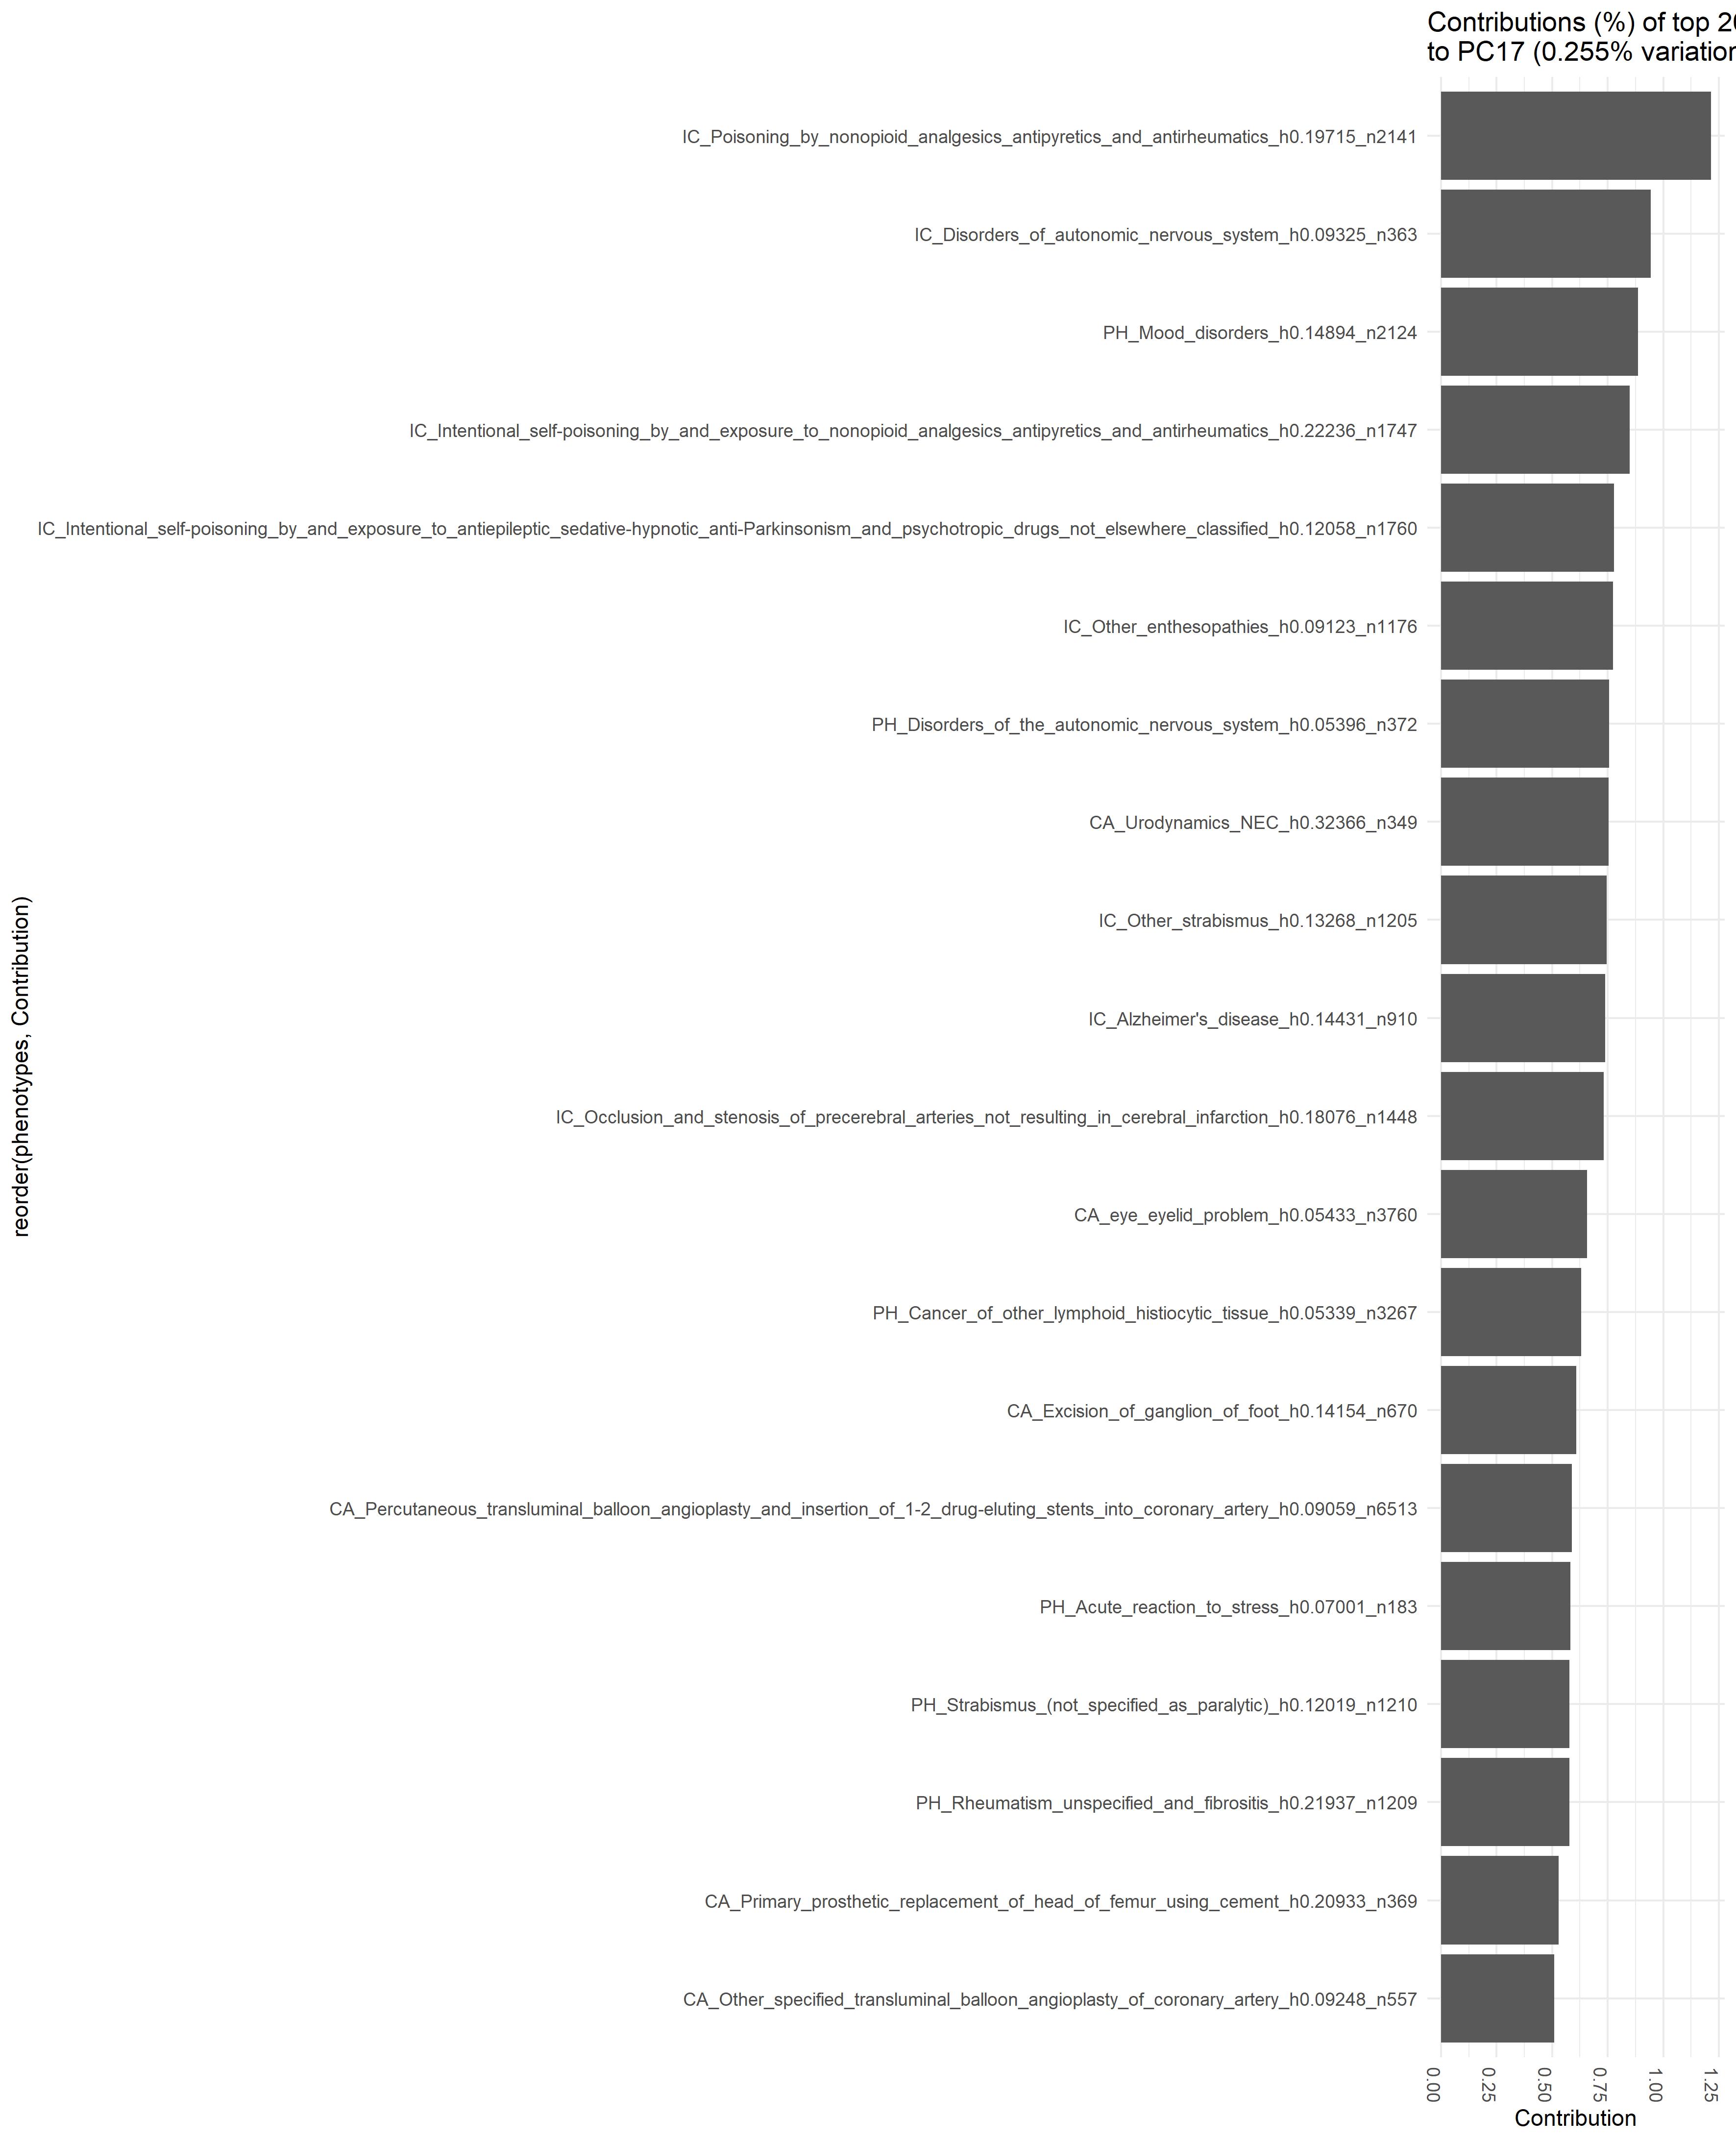 Contributions (%) of top 20
to PC17 (0.255% variation
IC_Poisoning_by_nonopioid_analgesics_antipyretics_and_antirheumatics_h0.19715_n2141
IC_Disorders_of_autonomic_nervous_system_h0.09325_n363
PH_Mood_disorders_h0.14894_n2124
IC_Intentional_self-poisoning_by_and_exposure_to_nonopioid_analgesics_antipyretics_and_antirheumatics_h0.22236_n1747
IC_Intentional_self-poisoning_by_and_exposure_to_antiepileptic_sedative-hypnotic_anti-Parkinsonism_and_psychotropic_drugs_not_elsewhere_classified_h0.12058_n1760
IC_Other_enthesopathies_h0.09123_n1176
PH_Disorders_of_the_autonomic_nervous_system_h0.05396_n372
CA_Urodynamics_NEC_h0.32366_n349
IC_Other_strabismus_h0.13268_n1205
IC_Alzheimer's_disease_h0.14431_n910
IC_Occlusion_and_stenosis_of_precerebral_arteries_not_resulting_in_cerebral_infarction_h0.18076_n1448
CA_eye_eyelid_problem_h0.05433_n3760
PH_Cancer_of_other_lymphoid_histiocytic_tissue_h0.05339_n3267
CA_Excision_of_ganglion_of_foot_h0.14154_n670
CA_Percutaneous_transluminal_balloon_angioplasty_and_insertion_of_1-2_drug-eluting_stents_into_coronary_artery_h0.09059_n6513
PH_Acute_reaction_to_stress_h0.07001_n183
PH_Strabismus_(not_specified_as_paralytic)_h0.12019_n1210
PH_Rheumatism_unspecified_and_fibrositis_h0.21937_n1209
CA_Primary_prosthetic_replacement_of_head_of_femur_using_cement_h0.20933_n369
CA_Other_specified_transluminal_balloon_angioplasty_of_coronary_artery_h0.09248_n557
reorder(phenotypes, Contribution)
0.00 0.25 0.50 0.75 1.00 1.25
Contribution